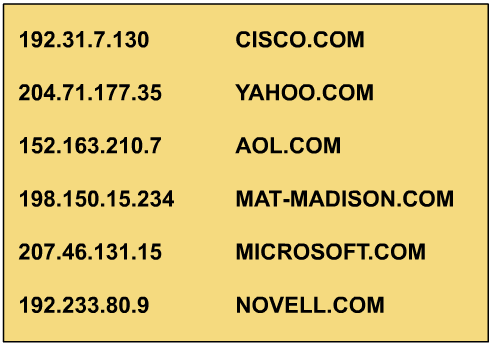 192.31.7.130 CISCO.COM
204.71.177.35 YAHOO.COM
152.163.210.7 AOL.COM
198.150.15.234 MAT-MADISON.COM
207.46.131.15 MICROSOFT.COM
192.233.80.9 NOVELL.COM